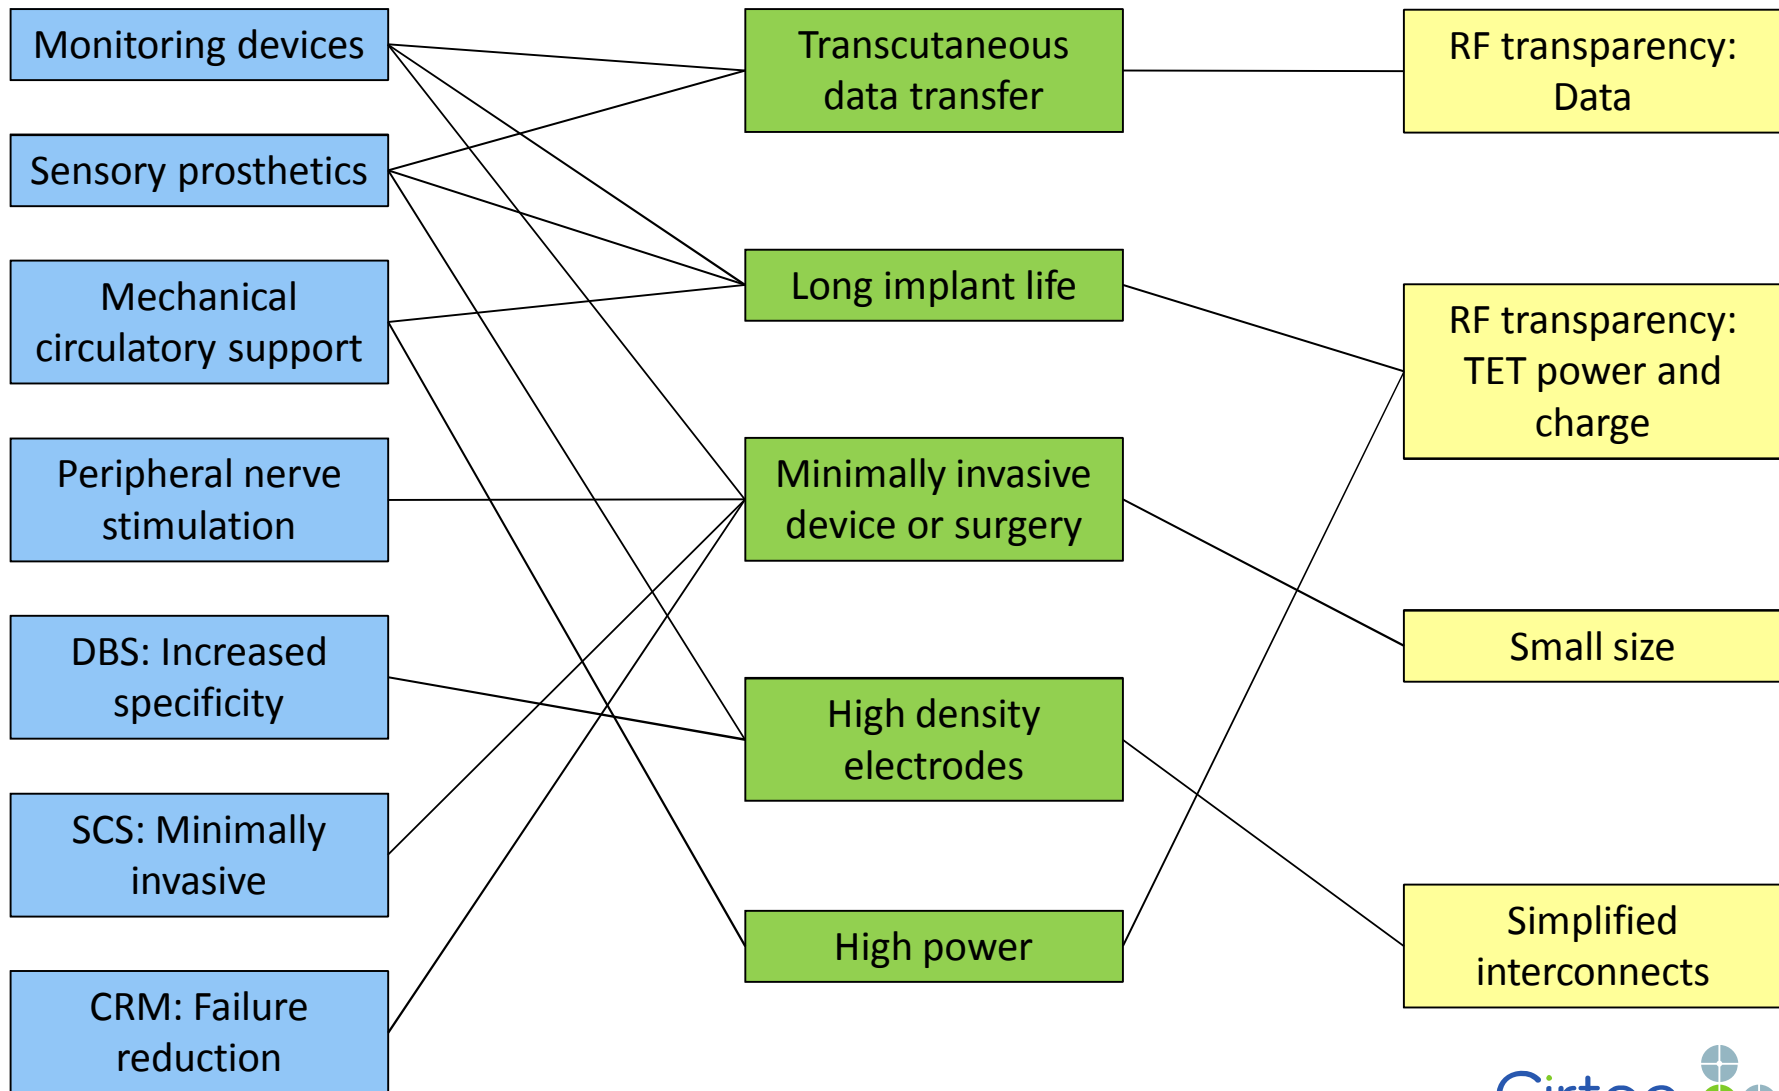 Monitoring devices
Sensory prosthetics
Mechanical
circulatory support
Peripheral nerve
stimulation
DBS: Increased
specificity
SCS: Minimally
invasive
CRM: Failure
reduction
Transcutaneous
data transfer
Long implant life
Minimally invasive
device or surgery
High density
electrodes
High power
RF transparency:
Data
RF transparency:
TET power and
charge
Small size
Simplified
interconnects